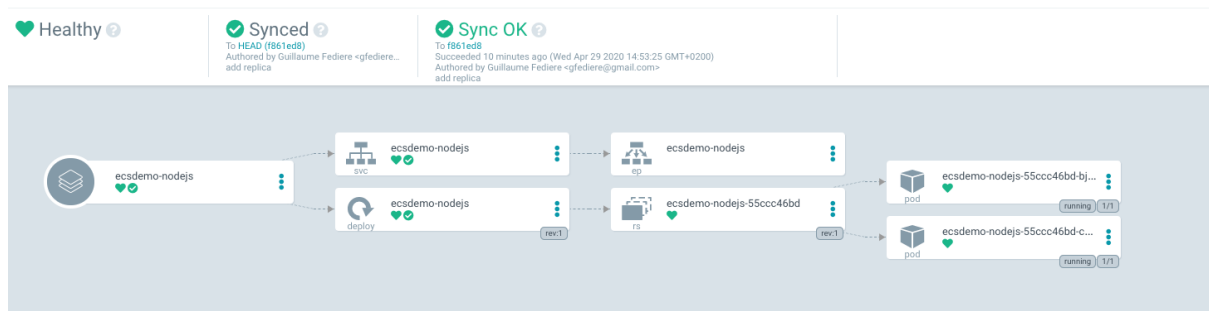 Healthy
Synced
To HEAD (f861ed8)
Authored by Guillaume Fediere <gfediere...
add replica
Sync OK
To f861ed8
Succeeded 10 minutes ago (Wed Apr 29 2020 14:53:25 GMT+0200)
Authored by Guillaume Fediere <gfediere@gmail.com>
add replica
ecsdemo-nodejs
ecsdemo-nodejs
svc
ecsdemo-nodejs
ep
ecsdemo-nodejs
deploy
rev:1
ecsdemo-nodejs-55ccc46bd
rs
rev:1
ecsdemo-nodejs-55ccc46bd-bj...
pod
running 1/1
ecsdemo-nodejs-55ccc46bd-c...
pod
running 1/1